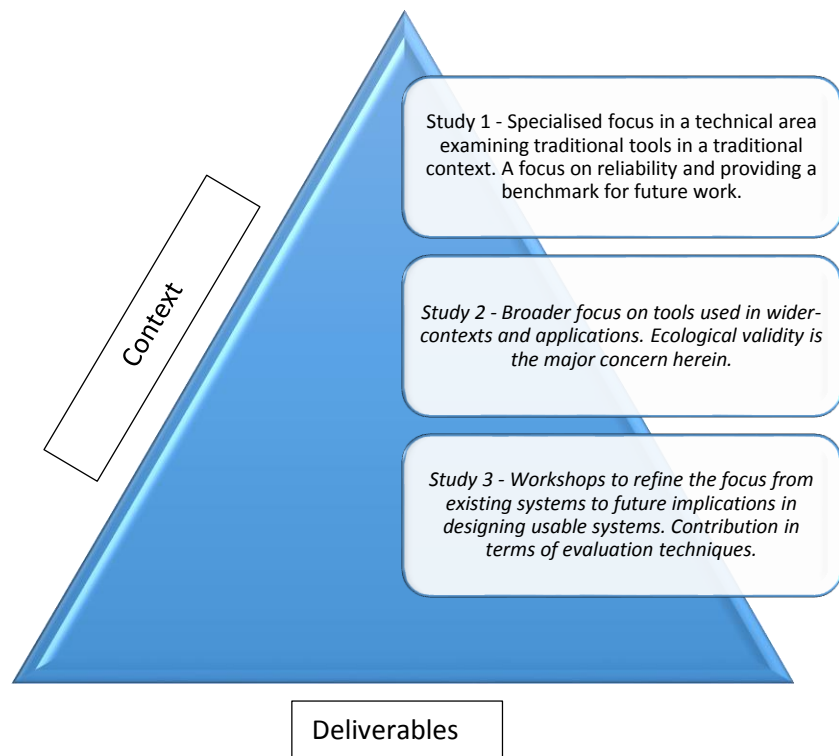 Study 1 - Specialised focus in a technical area
examining traditional tools in a traditional
context. A focus on reliability and providing a
benchmark for future work.
Context
Study 2 - Broader focus on tools used in wider-
contexts and applications. Ecological validity is
the major concern herein.
Study 3 - Workshops to refine the focus from
existing systems to future implications in
designing usable systems. Contribution in
terms of evaluation techniques.
Deliverables